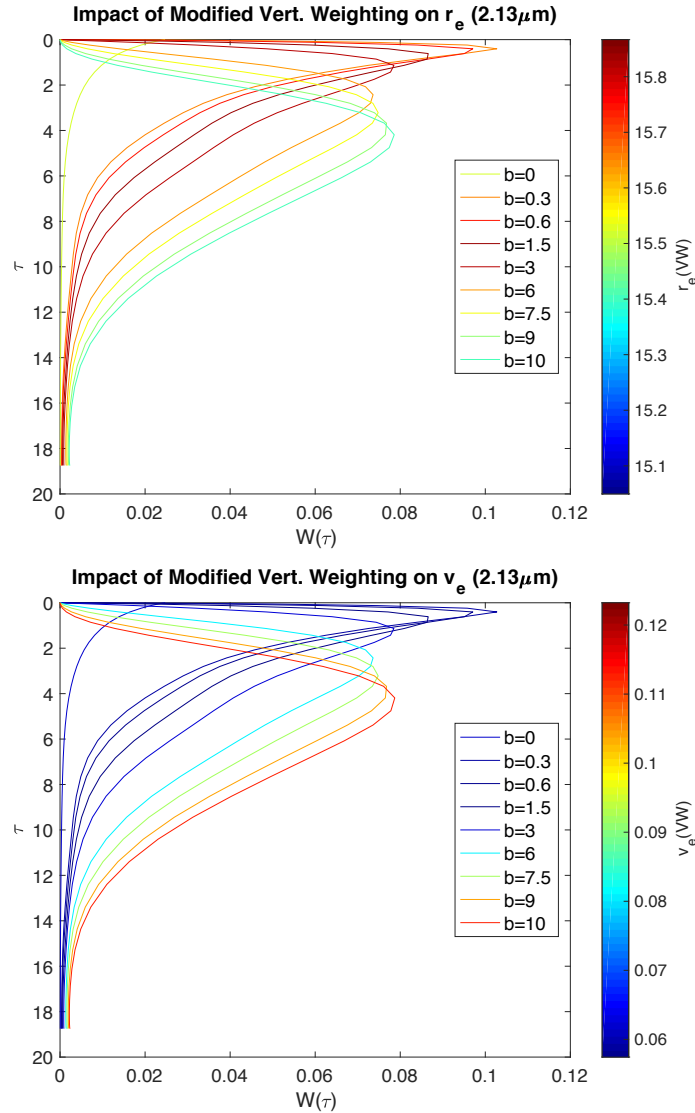 Impact of Modified Vert. Weighting on r_e (2.13μm)
0
2
4
6
8
10
12
14
16
18
20
τ
0
0.02
0.04
0.06
0.08
0.1
0.12
W(τ)
b=0
b=0.3
b=0.6
b=1.5
b=3
b=6
b=7.5
b=9
b=10
15.8
15.7
15.6
15.5
15.4
15.3
15.2
15.1
r_e(VW)
Impact of Modified Vert. Weighting on v_e (2.13μm)
0
2
4
6
8
10
12
14
16
18
20
τ
0
0.02
0.04
0.06
0.08
0.1
0.12
W(τ)
b=0
b=0.3
b=0.6
b=1.5
b=3
b=6
b=7.5
b=9
b=10
0.12
0.11
0.1
0.09
0.08
0.07
0.06
v_e(VW)